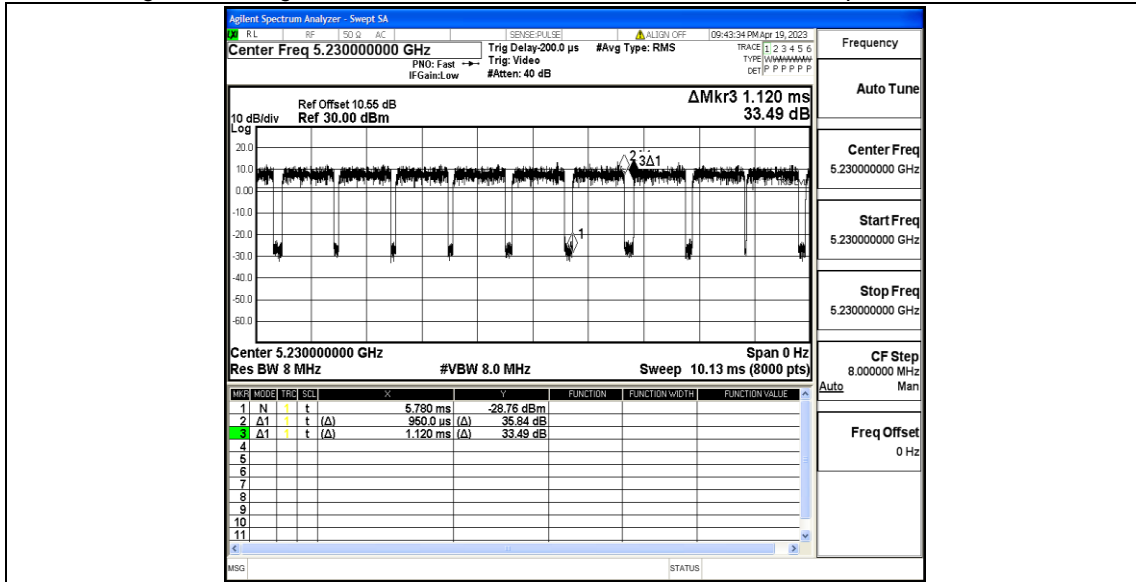 Agilent Spectrum Analyzer - Swept SA
RL RF 50 Ω AC SENSE:PULSE ALIGN OFF 09:43:34 PM Apr 19, 2023
Center Freq 5.230000000 GHz
PNO: Fast
IFGain:Low
Trig Delay-200.0 µs
Trig: Video
#Atten: 40 dB
#Avg Type: RMS
TRACE 1 2 3 4 5 6
TYPE WWWWWW
DET P P P P P P
Ref Offset 10.55 dB
10 dB/div Ref 30.00 dBm
Log
ΔMkr3 1.120 ms
33.49 dB
20.0
10.0
0.00
-10.0
-20.0
-30.0
-40.0
-50.0
-60.0
2
3Δ1
1
Center 5.230000000 GHz Span 0 Hz
Res BW 8 MHz #VBW 8.0 MHz Sweep 10.13 ms (8000 pts)
MKR MODE TRC SCL X Y FUNCTION FUNCTION WIDTH FUNCTION VALUE
1 N 1 t 5.780 ms -28.76 dBm
2 Δ1 1 t (Δ) 950.0 µs (Δ) 35.84 dB
3 Δ1 1 t (Δ) 1.120 ms (Δ) 33.49 dB
4
5
6
7
8
9
10
11
MSG STATUS
Frequency
Auto Tune
Center Freq
5.230000000 GHz
Start Freq
5.230000000 GHz
Stop Freq
5.230000000 GHz
CF Step
8.000000 MHz
Auto Man
Freq Offset
0 Hz